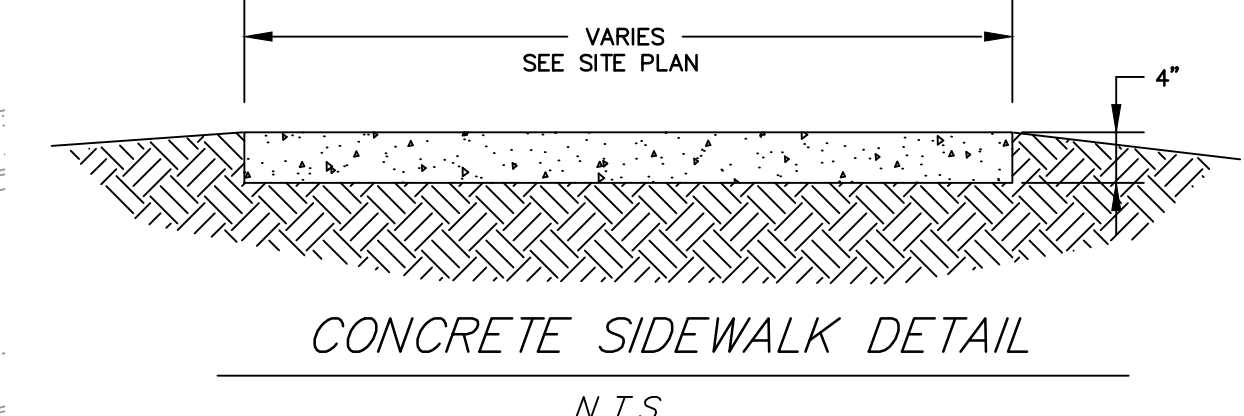 VARIES
SEE SITE PLAN
4"
CONCRETE SIDEWALK DETAIL
N.T.S.